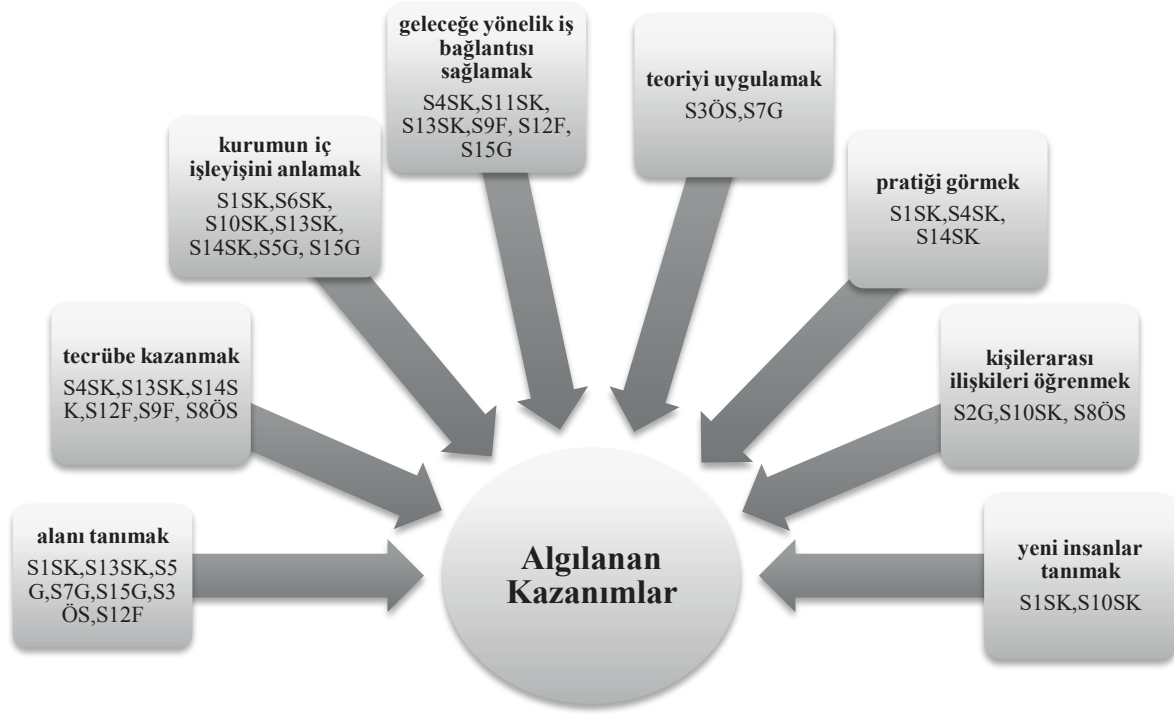 geleceğe yönelik iş
bağlantısı
sağlamak
S4SK,S11SK,
S13SK,S9F, S12F,
S15G
teoriyi uygulamak
S3ÖS,S7G
kurumun iç
işleyişini anlamak
S1SK,S6SK,
S10SK,S13SK,
S14SK,S5G, S15G
pratiği görmek
S1SK,S4SK,
S14SK
tecrübe kazanmak
S4SK,S13SK,S14S
K,S12F,S9F, S8ÖS
kişilerarası
ilişkileri öğrenmek
S2G,S10SK, S8ÖS
alanı tanımak
S1SK,S13SK,S5
G,S7G,S15G,S3
ÖS,S12F
Algılanan
Kazanımlar
yeni insanlar
tanımak
S1SK,S10SK